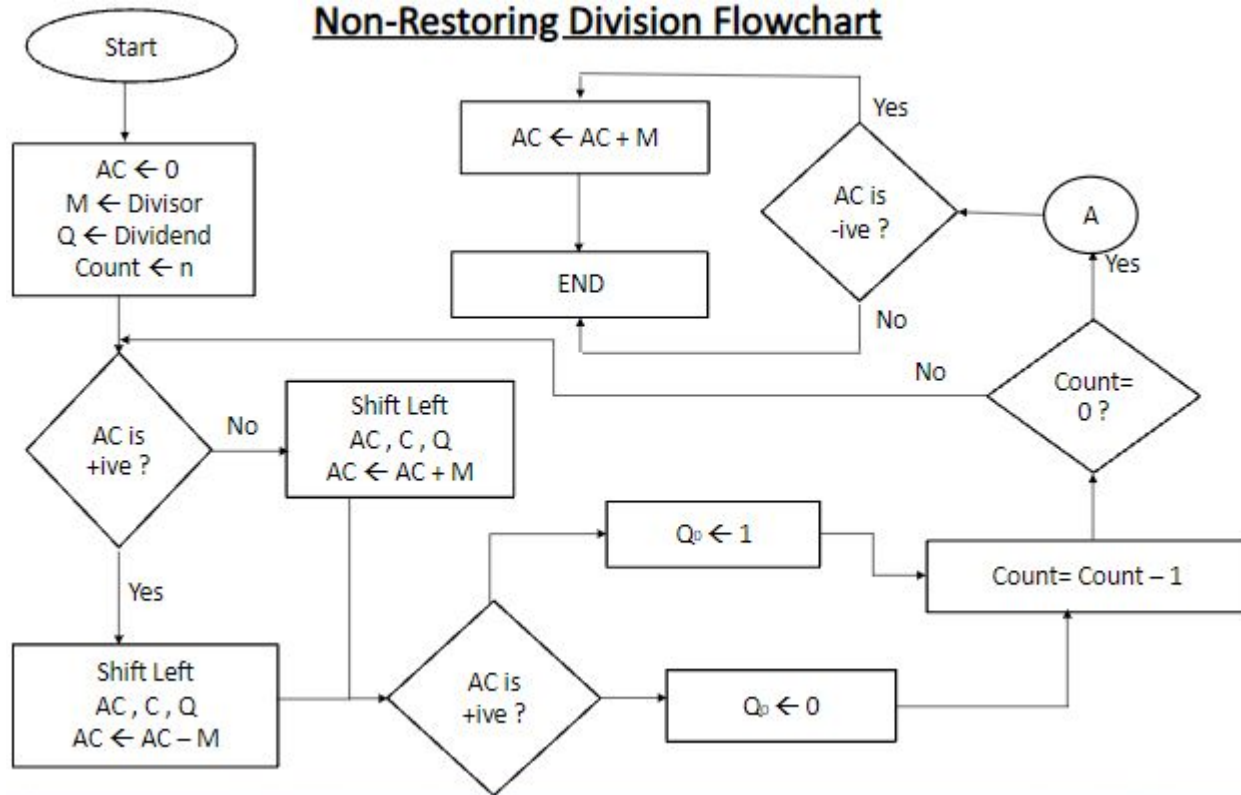 Non-Restoring Division Flowchart
Start
AC ← 0
M ← Divisor
Q ← Dividend
Count ← n
AC is
+ive ?
No
Yes
Shift Left
AC , C , Q
AC ← AC + M
Shift Left
AC , C , Q
AC ← AC – M
AC is
+ive ?
Q₀ ← 1
Q₀ ← 0
Count= Count – 1
Count=
0 ?
No
Yes
A
AC is
-ive ?
Yes
No
AC ← AC + M
END